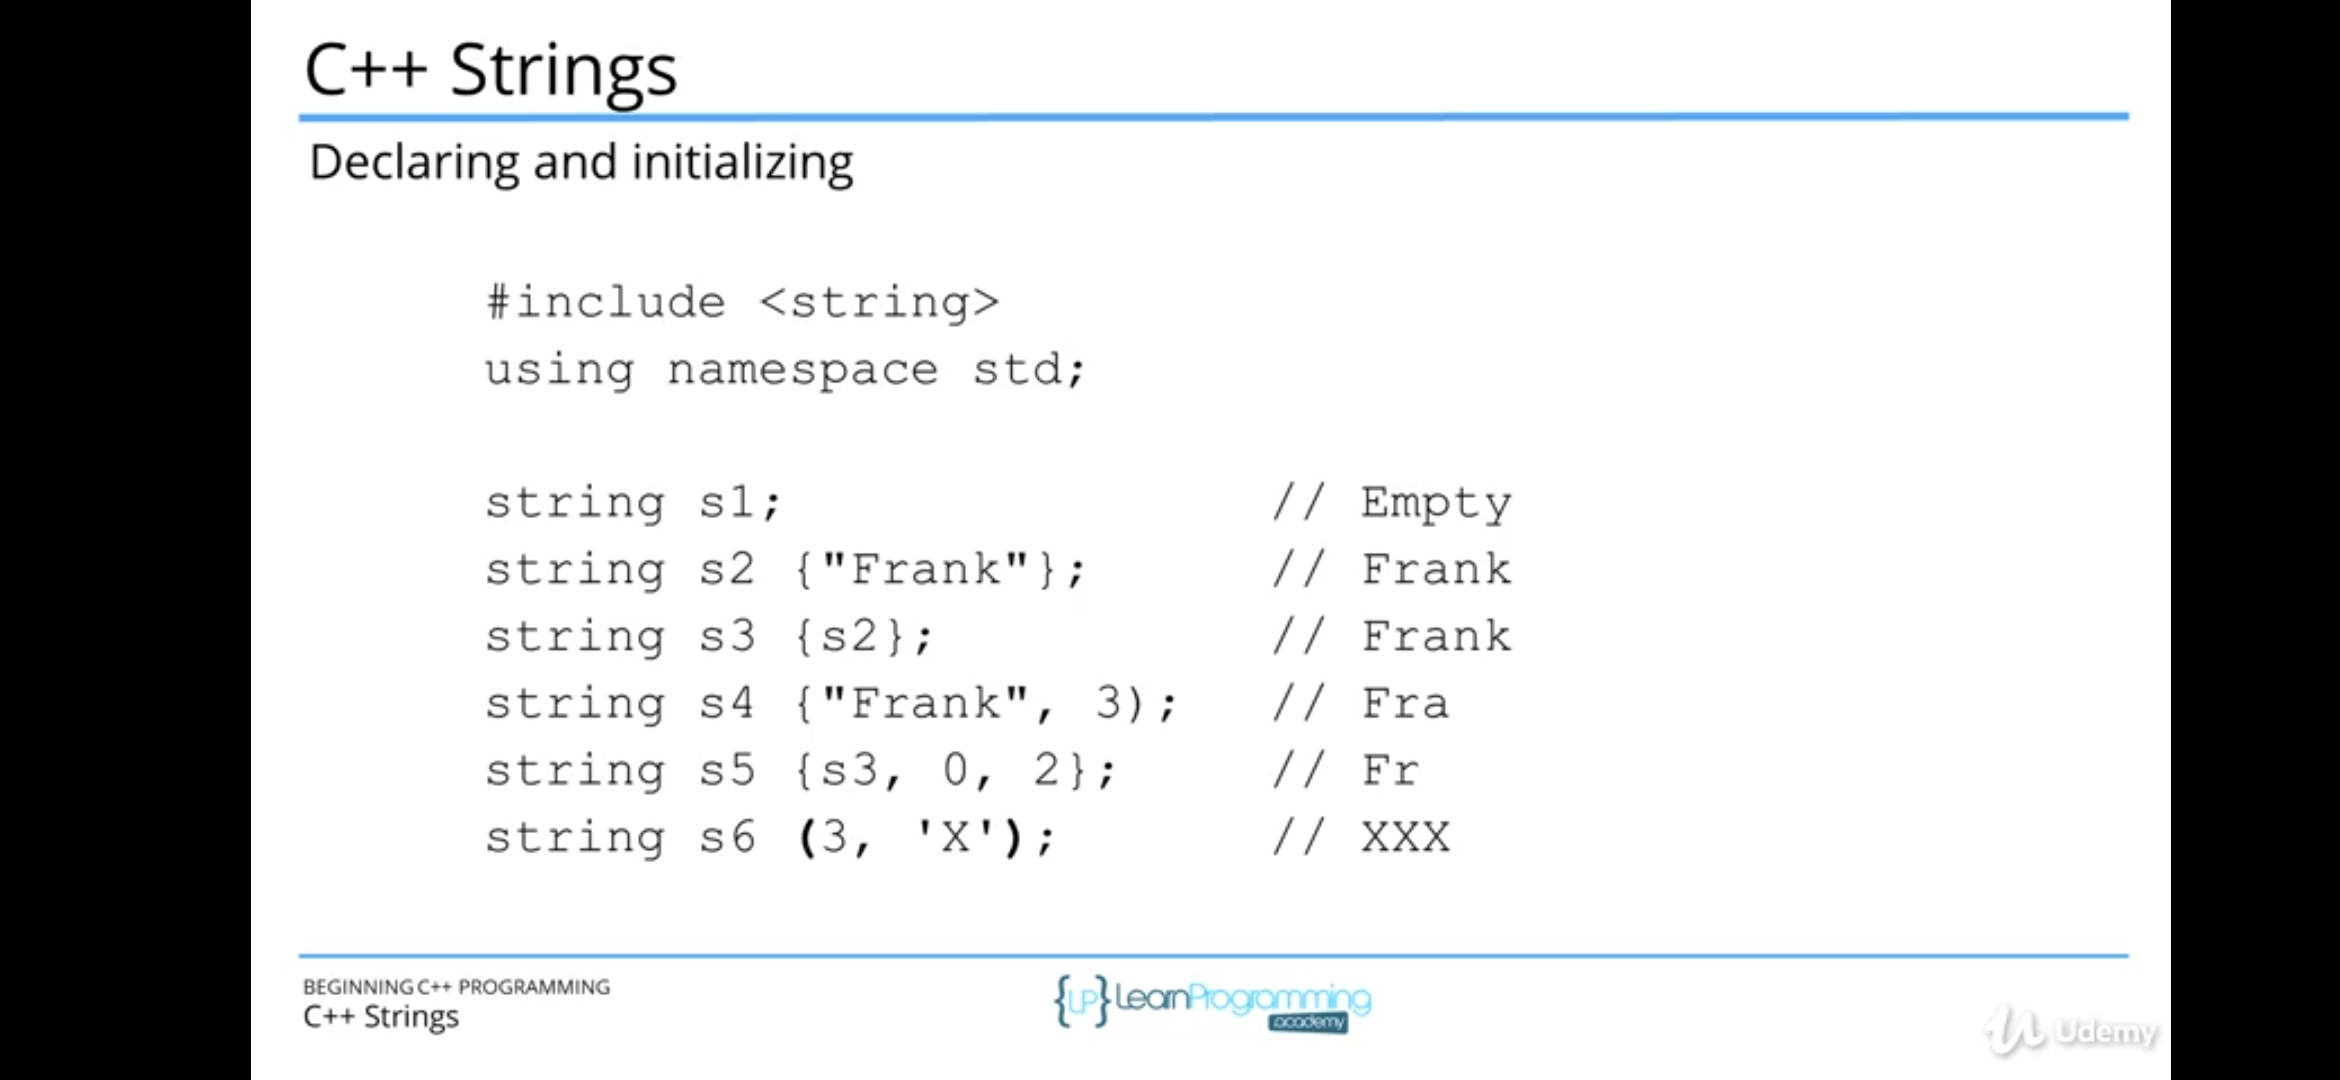 C++ Strings
Declaring and initializing
#include <string>
using namespace std;
string s1; // Empty
string s2 {"Frank"}; // Frank
string s3 {s2}; // Frank
string s4 {"Frank", 3); // Fra
string s5 {s3, 0, 2}; // Fr
string s6 (3, 'X'); // XXX
BEGINNING C++ PROGRAMMING
C++ Strings
{LP} LearnProgramming
academy
Udemy